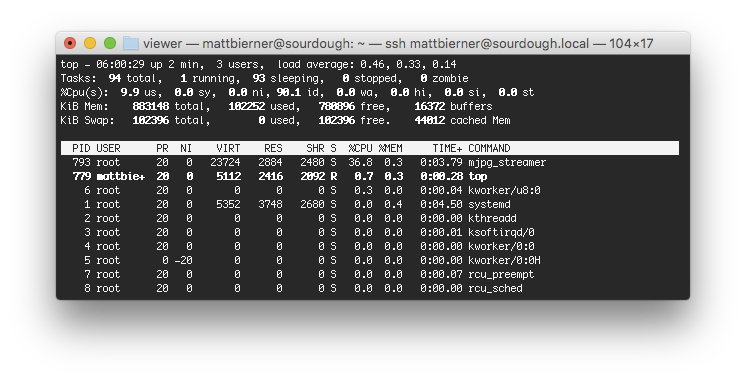 viewer — mattbierner@sourdough: ~ — ssh mattbierner@sourdough.local — 104×17
top - 06:00:29 up 2 min,  3 users,  load average: 0.46, 0.33, 0.14
Tasks:  94 total,   1 running,  93 sleeping,   0 stopped,   0 zombie
%Cpu(s):  9.9 us,  0.0 sy,  0.0 ni, 90.1 id,  0.0 wa,  0.0 hi,  0.0 si,  0.0 st
KiB Mem:   883148 total,   102252 used,   780896 free,    16372 buffers
KiB Swap:   102396 total,        0 used,   102396 free.    44012 cached Mem
PID USER      PR  NI    VIRT    RES    SHR S  %CPU %MEM     TIME+ COMMAND
793 root      20   0   23724   2884   2480 S  36.8  0.3   0:03.79 mjpg_streamer
779 mattbie+  20   0    5112   2416   2092 R   0.7  0.3   0:00.28 top
6 root      20   0       0      0      0 S   0.3  0.0   0:00.04 kworker/u8:0
1 root      20   0    5352   3748   2680 S   0.0  0.4   0:04.50 systemd
2 root      20   0       0      0      0 S   0.0  0.0   0:00.00 kthreadd
3 root      20   0       0      0      0 S   0.0  0.0   0:00.01 ksoftirqd/0
4 root      20   0       0      0      0 S   0.0  0.0   0:00.00 kworker/0:0
5 root       0 -20       0      0      0 S   0.0  0.0   0:00.00 kworker/0:0H
7 root      20   0       0      0      0 S   0.0  0.0   0:00.07 rcu_preempt
8 root      20   0       0      0      0 S   0.0  0.0   0:00.00 rcu_sched